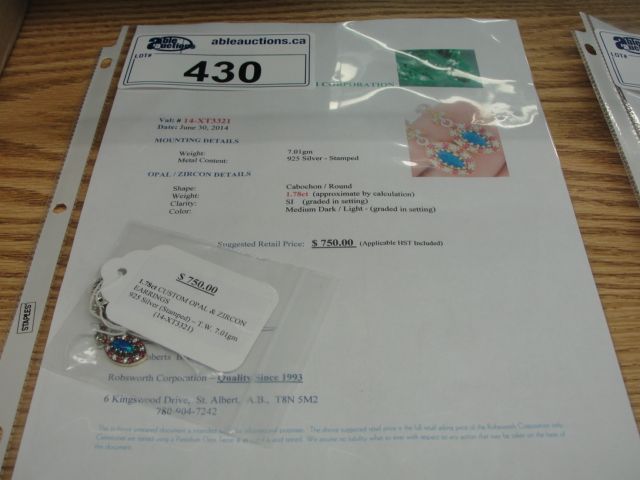 able auctions
ableauctions.ca
LOT#
430
CORPORATION
Val: # 14-XT3321
Date: June 30, 2014
MOUNTING DETAILS
Weight: 7.01gm
Metal Content: 925 Silver - Stamped
OPAL / ZIRCON DETAILS
Shape: Cabochon / Round
Weight: 1.78ct (approximate by calculation)
Clarity: SI (graded in setting)
Color: Medium Dark / Light - (graded in setting)
Suggested Retail Price: $ 750.00 (Applicable HST Included)
$ 750.00
1.78ct CUSTOM OPAL & ZIRCON
EARRINGS
925 Silver (Stamped) – T.W. 7.01gm
(14-XT3321)
Roberts
Robsworth Corporation – Quality Since 1993
6 Kingswood Drive, St. Albert, A.B., T8N 5M2
780-904-7242
STAPLES
LOT#